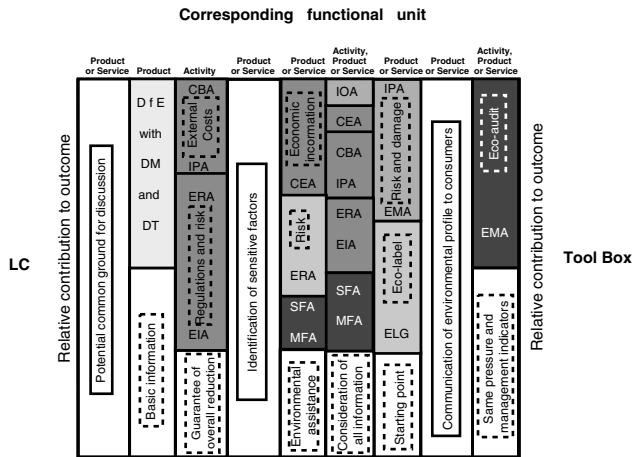 Corresponding functional unit
Product
or Service
Product
Activity
Product
or Service
Product
or Service
Activity,
Product
or Service
Product
or Service
Product
or Service
Activity,
Product
or Service
LC
Relative contribution to outcome
Potential common ground for discussion
D f E
with
DM
and
DT
Basic information
CBA
External
Costs
IPA
ERA
Regulations and risk
EIA
Guarantee of
overall reduction
Identification of sensitive factors
Economic
incormation
CEA
Risk
ERA
SFA
MFA
Environmental
assistance
IOA
CEA
CBA
IPA
ERA
EIA
SFA
MFA
Consideration of
all information
IPA
Risk and damage
EMA
Eco-label
ELG
Starting point
Communication of environmental profile to consumers
Eco-audit
EMA
Same pressure and
management indicators
Relative contribution to outcome
Tool Box